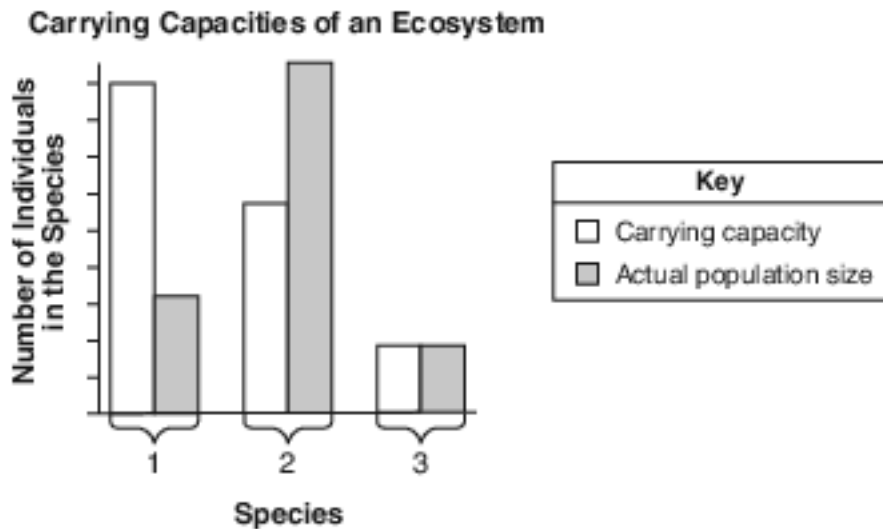 Carrying Capacities of an Ecosystem
Number of Individuals
in the Species
Key
Carrying capacity
Actual population size
1 2 3
Species